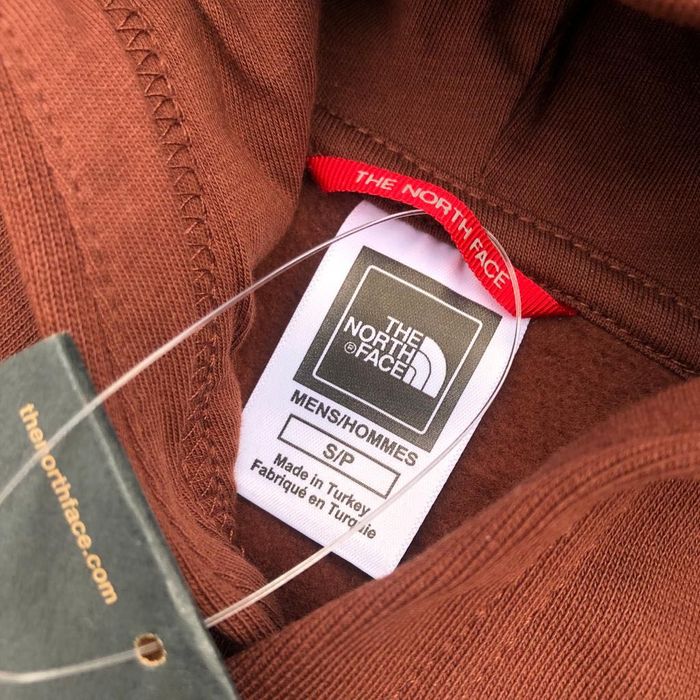 THE NORTH FACE
THE
NORTH
®FACE
MENS/HOMMES
S/P
Made in Turkey
Fabriqué en Turquie
thenorthface.com